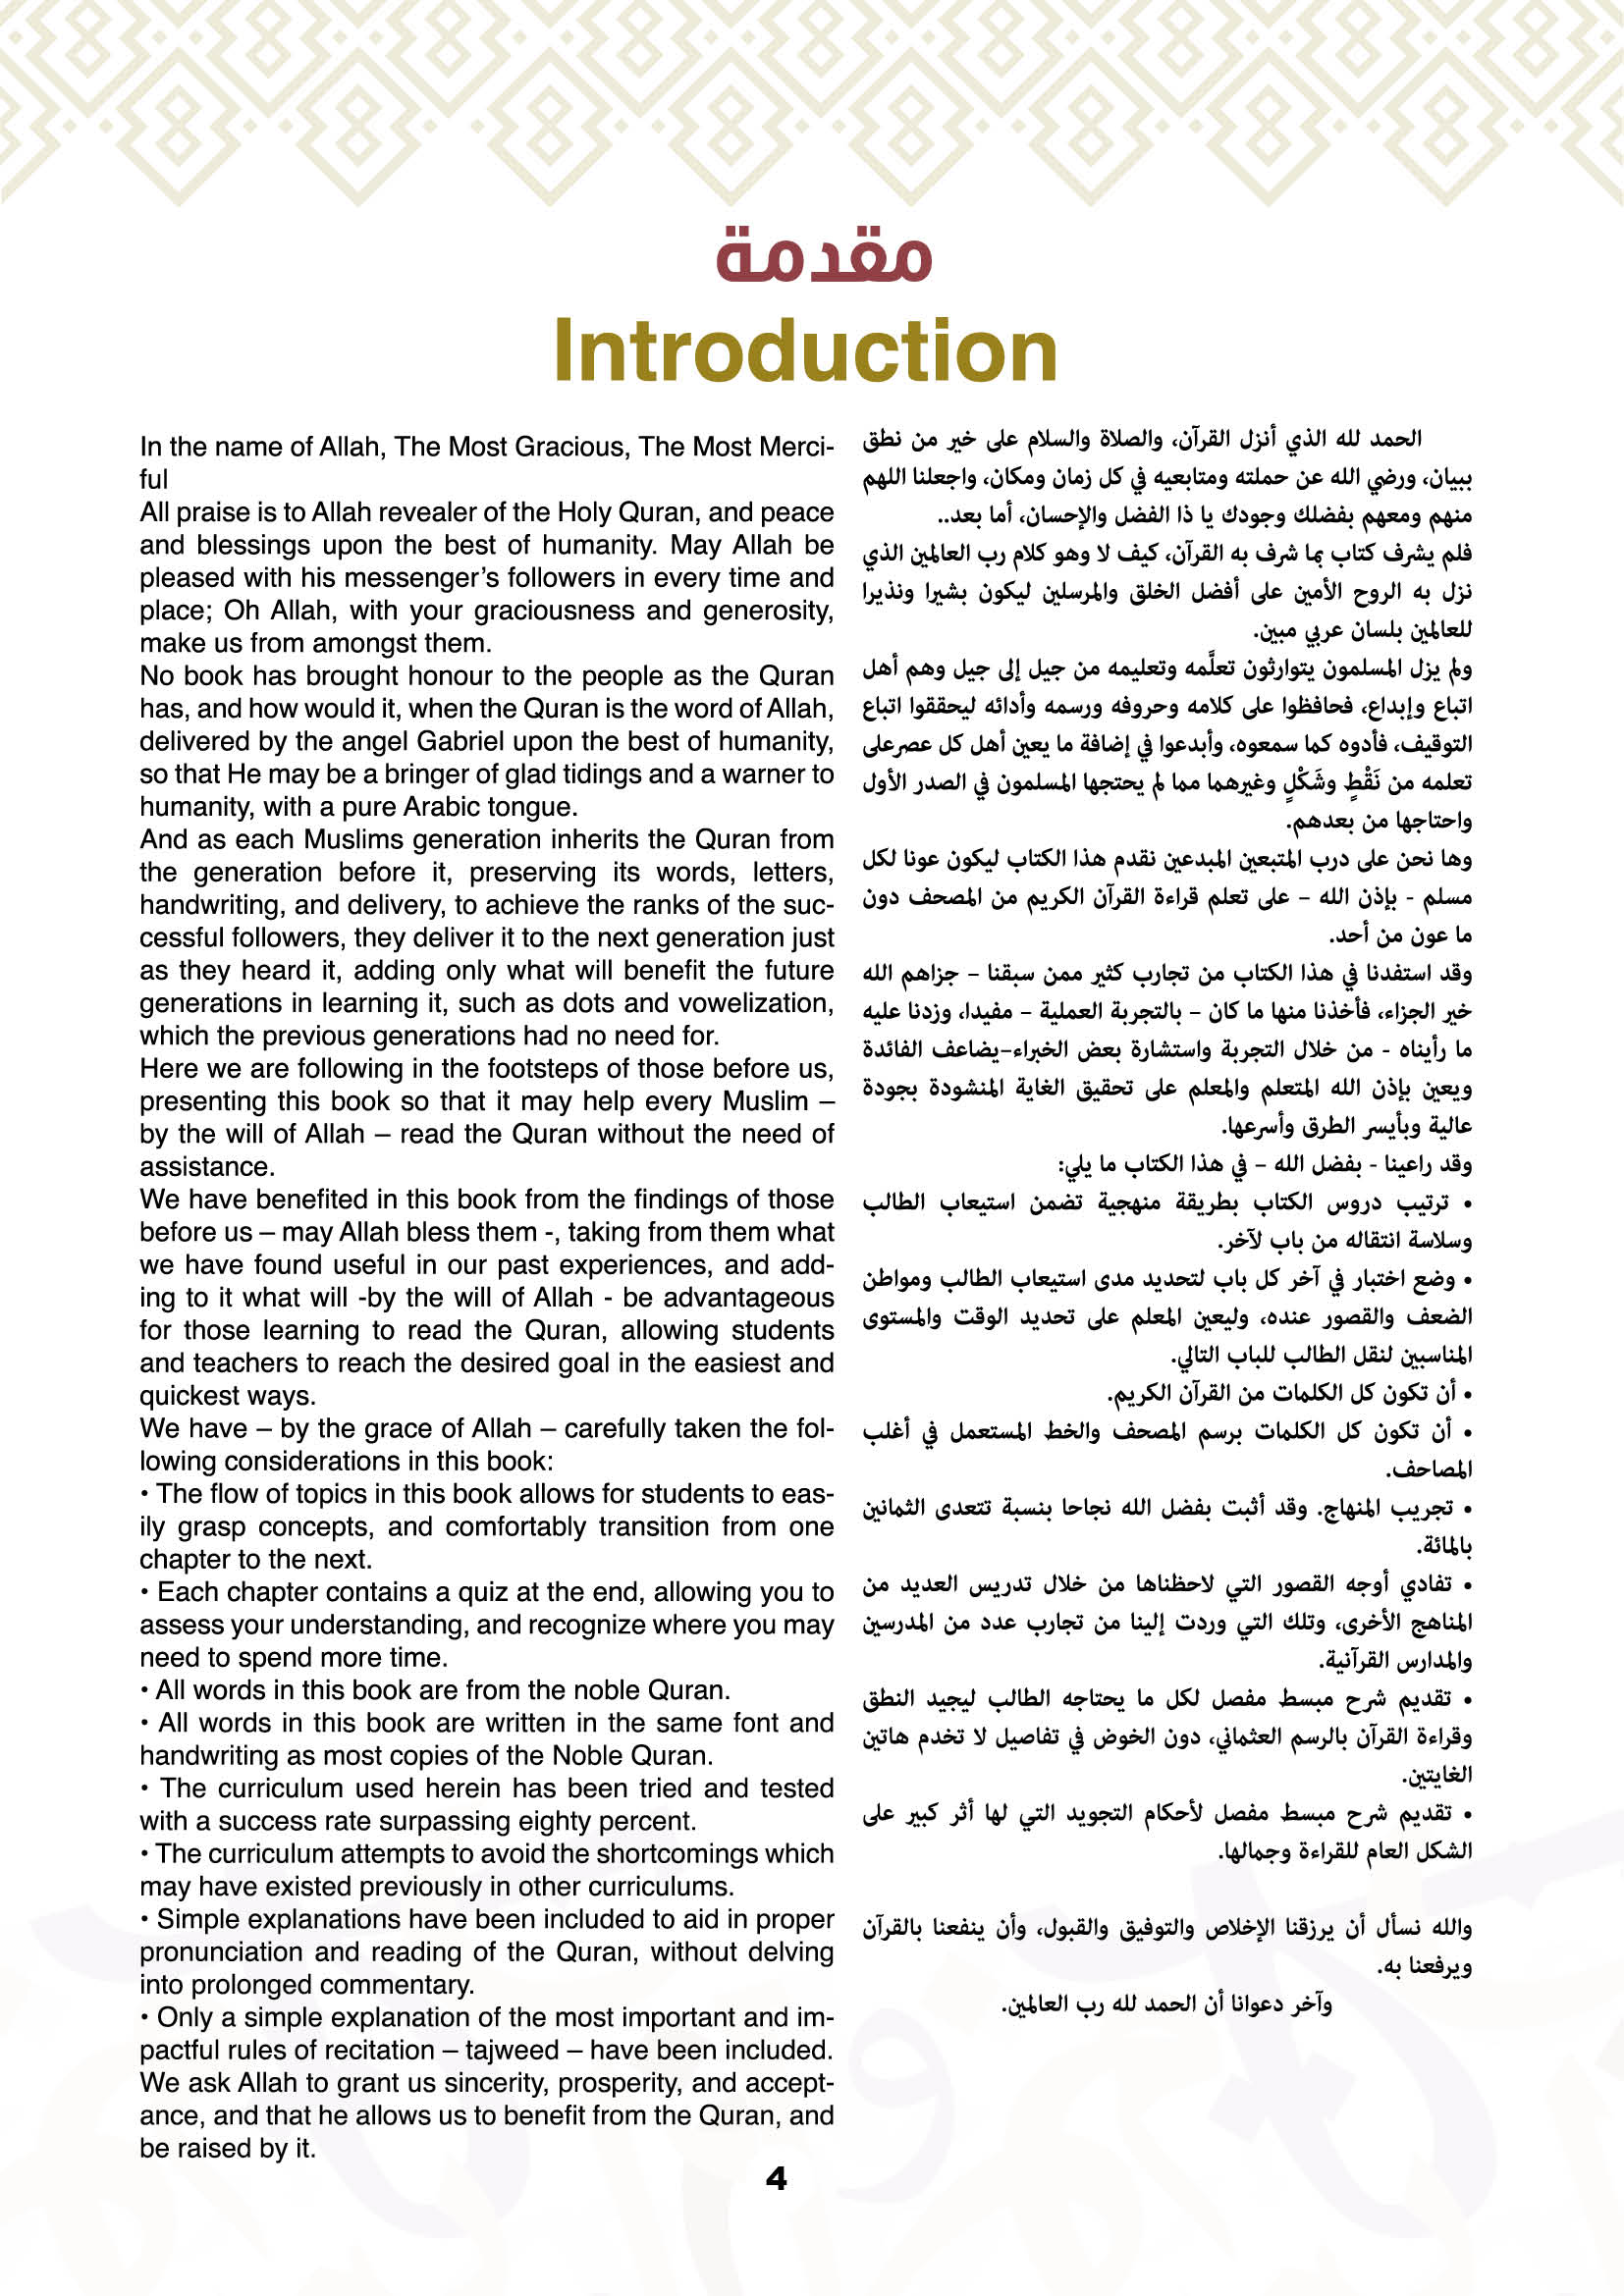 مقدمة
Introduction
In the name of Allah, The Most Gracious, The Most Merci-
ful
All praise is to Allah revealer of the Holy Quran, and peace
and blessings upon the best of humanity. May Allah be
pleased with his messenger’s followers in every time and
place; Oh Allah, with your graciousness and generosity,
make us from amongst them.
No book has brought honour to the people as the Quran
has, and how would it, when the Quran is the word of Allah,
delivered by the angel Gabriel upon the best of humanity,
so that He may be a bringer of glad tidings and a warner to
humanity, with a pure Arabic tongue.
And as each Muslims generation inherits the Quran from
the generation before it, preserving its words, letters,
handwriting, and delivery, to achieve the ranks of the suc-
cessful followers, they deliver it to the next generation just
as they heard it, adding only what will benefit the future
generations in learning it, such as dots and vowelization,
which the previous generations had no need for.
Here we are following in the footsteps of those before us,
presenting this book so that it may help every Muslim –
by the will of Allah – read the Quran without the need of
assistance.
We have benefited in this book from the findings of those
before us – may Allah bless them -, taking from them what
we have found useful in our past experiences, and add-
ing to it what will -by the will of Allah - be advantageous
for those learning to read the Quran, allowing students
and teachers to reach the desired goal in the easiest and
quickest ways.
We have – by the grace of Allah – carefully taken the fol-
lowing considerations in this book:
• The flow of topics in this book allows for students to eas-
ily grasp concepts, and comfortably transition from one
chapter to the next.
• Each chapter contains a quiz at the end, allowing you to
assess your understanding, and recognize where you may
need to spend more time.
• All words in this book are from the noble Quran.
• All words in this book are written in the same font and
handwriting as most copies of the Noble Quran.
• The curriculum used herein has been tried and tested
with a success rate surpassing eighty percent.
• The curriculum attempts to avoid the shortcomings which
may have existed previously in other curriculums.
• Simple explanations have been included to aid in proper
pronunciation and reading of the Quran, without delving
into prolonged commentary.
• Only a simple explanation of the most important and im-
pactful rules of recitation – tajweed – have been included.
We ask Allah to grant us sincerity, prosperity, and accept-
ance, and that he allows us to benefit from the Quran, and
be raised by it.
الحمد لله الذي أنزل القرآن، والصلاة والسلام على خير من نطق
ببيان، ورضي الله عن حملته ومتابعيه في كل زمان ومكان، واجعلنا اللهم
منهم ومعهم بفضلك وجودك يا ذا الفضل والإحسان، أما بعد..
فلم يشرف كتاب بما شرف به القرآن، كيف لا وهو كلام رب العالمين الذي
نزل به الروح الأمين على أفضل الخلق والمرسلين ليكون بشيرا ونذيرا
للعالمين بلسان عربي مبين.
ولم يزل المسلمون يتوارثون تعلَّمه وتعليمه من جيل إلى جيل وهم أهل
اتباع وإبداع، فحافظوا على كلامه وحروفه ورسمه وأدائه ليحققوا اتباع
التوقيف، فأدوه كما سمعوه، وأبدعوا في إضافة ما يعين أهل كل عصرعلى
تعلمه من نَقْطٍ وشَكْلٍ وغيرهما مما لم يحتجها المسلمون في الصدر الأول
واحتاجها من بعدهم.
وها نحن على درب المتبعين المبدعين نقدم هذا الكتاب ليكون عونا لكل
مسلم - بإذن الله – على تعلم قراءة القرآن الكريم من المصحف دون
ما عون من أحد.
وقد استفدنا في هذا الكتاب من تجارب كثير ممن سبقنا – جزاهم الله
خير الجزاء، فأخذنا منها ما كان – بالتجربة العملية – مفيدا، وزدنا عليه
ما رأيناه - من خلال التجربة واستشارة بعض الخبراء–يضاعف الفائدة
ويعين بإذن الله المتعلم والمعلم على تحقيق الغاية المنشودة بجودة
عالية وبأيسر الطرق وأسرعها.
وقد راعينا - بفضل الله – في هذا الكتاب ما يلي:
• ترتيب دروس الكتاب بطريقة منهجية تضمن استيعاب الطالب
وسلاسة انتقاله من باب لآخر.
• وضع اختبار في آخر كل باب لتحديد مدى استيعاب الطالب ومواطن
الضعف والقصور عنده، وليعين المعلم على تحديد الوقت والمستوى
المناسبين لنقل الطالب للباب التالي.
• أن تكون كل الكلمات من القرآن الكريم.
• أن تكون كل الكلمات برسم المصحف والخط المستعمل في أغلب
المصاحف.
• تجريب المنهاج. وقد أثبت بفضل الله نجاحا بنسبة تتعدى الثمانين
بالمائة.
• تفادي أوجه القصور التي لاحظناها من خلال تدريس العديد من
المناهج الأخرى، وتلك التي وردت إلينا من تجارب عدد من المدرسين
والمدارس القرآنية.
• تقديم شرح مبسط مفصل لكل ما يحتاجه الطالب ليجيد النطق
وقراءة القرآن بالرسم العثماني، دون الخوض في تفاصيل لا تخدم هاتين
الغايتين.
• تقديم شرح مبسط مفصل لأحكام التجويد التي لها أثر كبير على
الشكل العام للقراءة وجمالها.
والله نسأل أن يرزقنا الإخلاص والتوفيق والقبول، وأن ينفعنا بالقرآن
ويرفعنا به.
وآخر دعوانا أن الحمد لله رب العالمين.
4